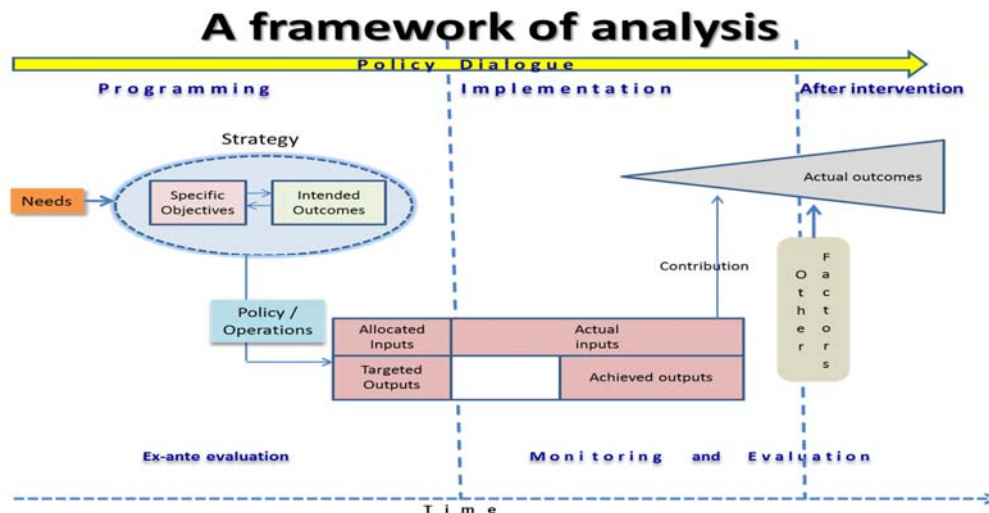 A framework of analysis
Policy Dialogue
Programming
Implementation
After intervention
Strategy
Needs
Specific
Objectives
Intended
Outcomes
Actual outcomes
Contribution
Other
Factors
Policy /
Operations
Allocated
Inputs
Actual
inputs
Targeted
Outputs
Achieved outputs
Ex-ante evaluation
Monitoring and Evaluation
Time